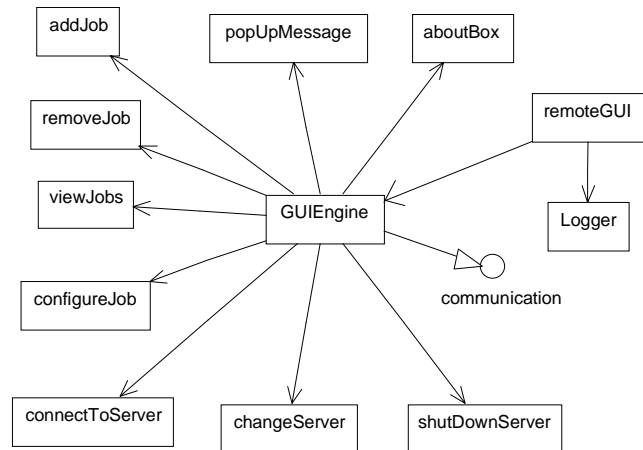 addJob
popUpMessage
aboutBox
removeJob
remoteGUI
viewJobs
GUIEngine
Logger
configureJob
communication
connectToServer
changeServer
shutDownServer